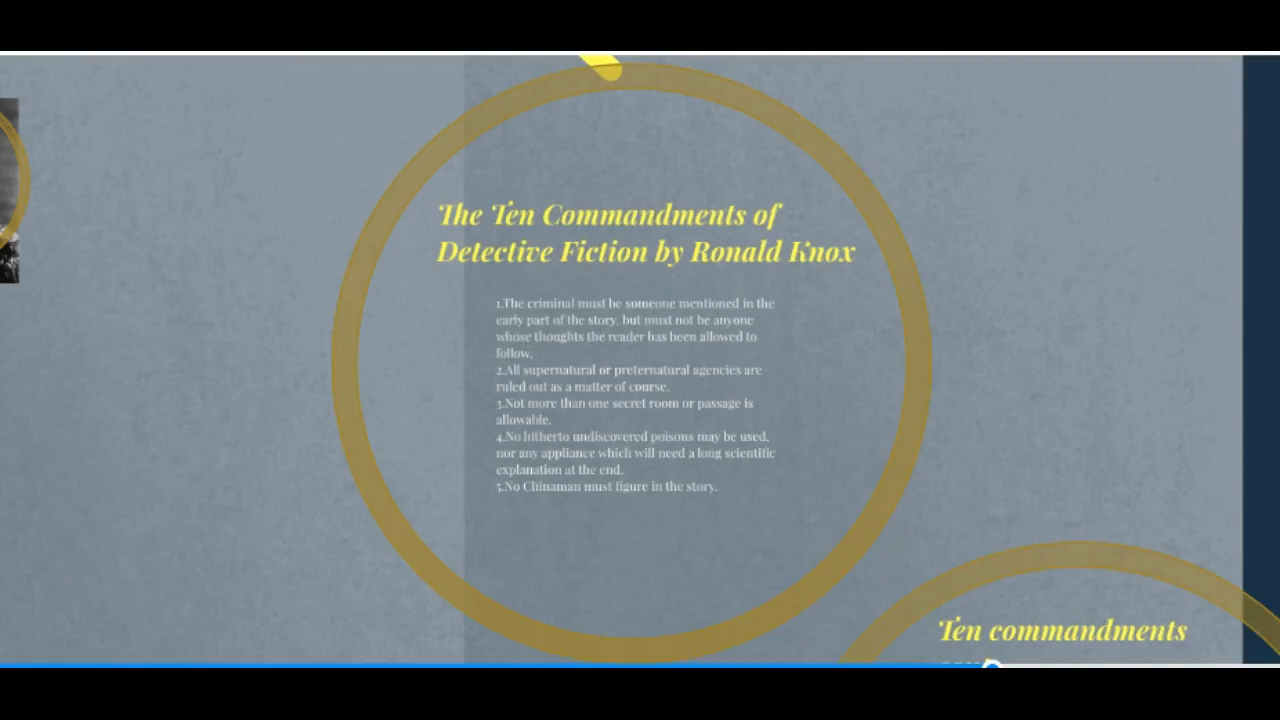 The Ten Commandments of
Detective Fiction by Ronald Knox
1.The criminal must be someone mentioned in the
early part of the story, but must not be anyone
whose thoughts the reader has been allowed to
follow.
2.All supernatural or preternatural agencies are
ruled out as a matter of course.
3.Not more than one secret room or passage is
allowable.
4.No hitherto undiscovered poisons may be used,
nor any appliance which will need a long scientific
explanation at the end.
5.No Chinaman must figure in the story.
Ten commandments